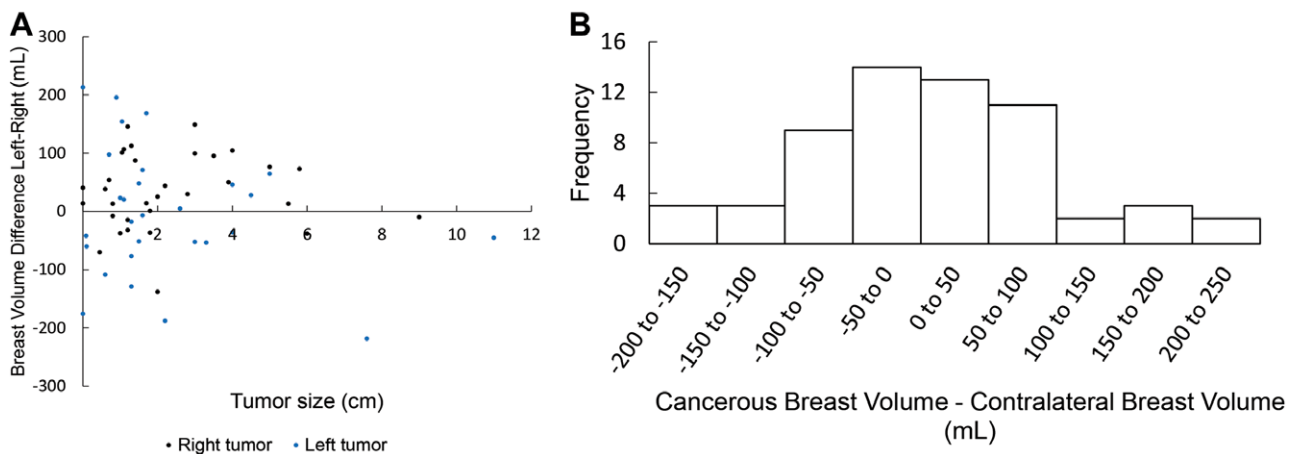 A
Breast Volume Difference Left-Right (mL)
300
200
100
0
-100
-200
-300
2
4
6
8
10
12
Tumor size (cm)
Right tumor
Left tumor
B
Frequency
16
12
8
4
0
-200 to -150
-150 to -100
-100 to -50
-50 to 0
0 to 50
50 to 100
100 to 150
150 to 200
200 to 250
Cancerous Breast Volume - Contralateral Breast Volume
(mL)